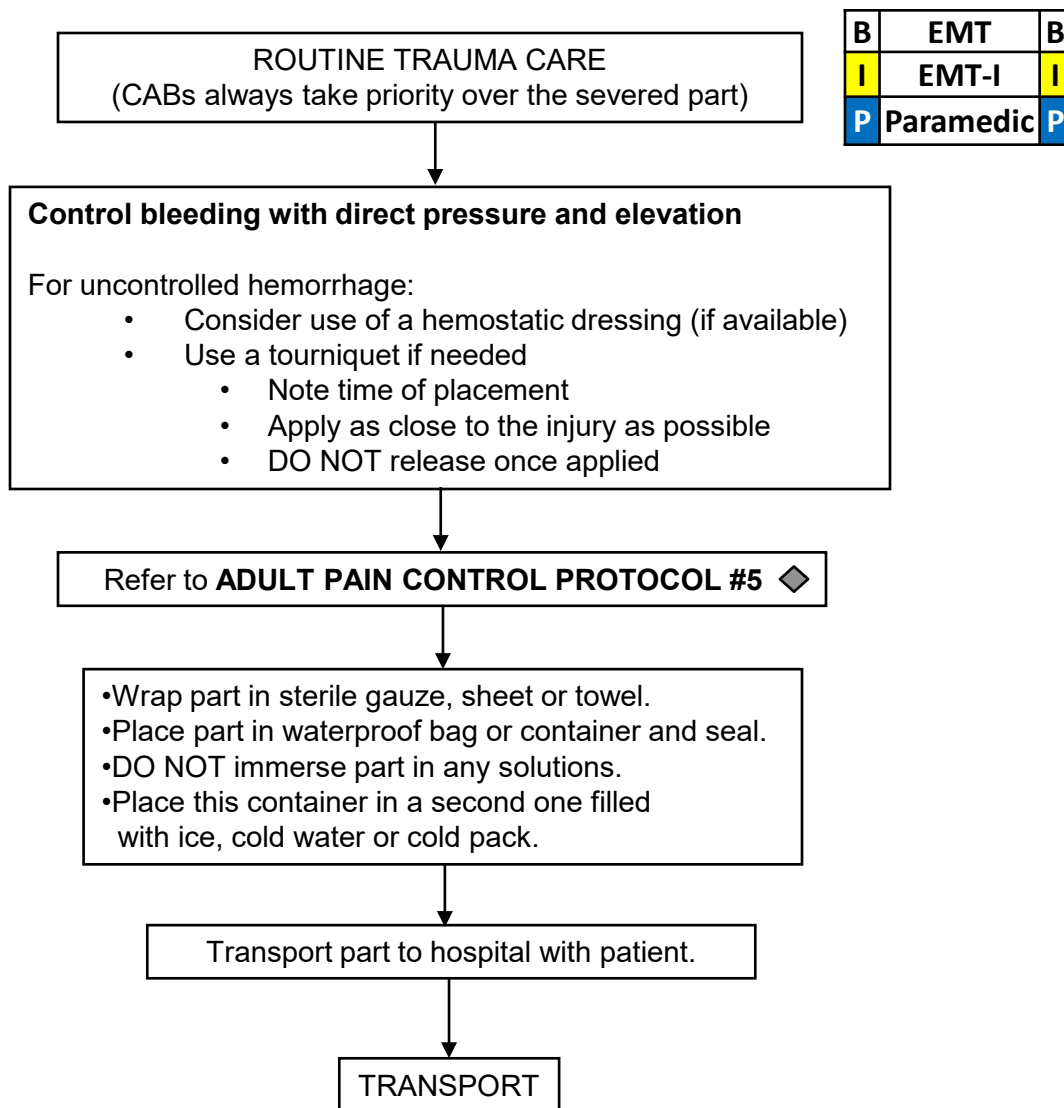 ROUTINE TRAUMA CARE
(CABs always take priority over the severed part)
B EMT B
I EMT-I I
P Paramedic P
Control bleeding with direct pressure and elevation
For uncontrolled hemorrhage:
• Consider use of a hemostatic dressing (if available)
• Use a tourniquet if needed
• Note time of placement
• Apply as close to the injury as possible
• DO NOT release once applied
Refer to ADULT PAIN CONTROL PROTOCOL #5
•Wrap part in sterile gauze, sheet or towel.
•Place part in waterproof bag or container and seal.
•DO NOT immerse part in any solutions.
•Place this container in a second one filled
with ice, cold water or cold pack.
Transport part to hospital with patient.
TRANSPORT